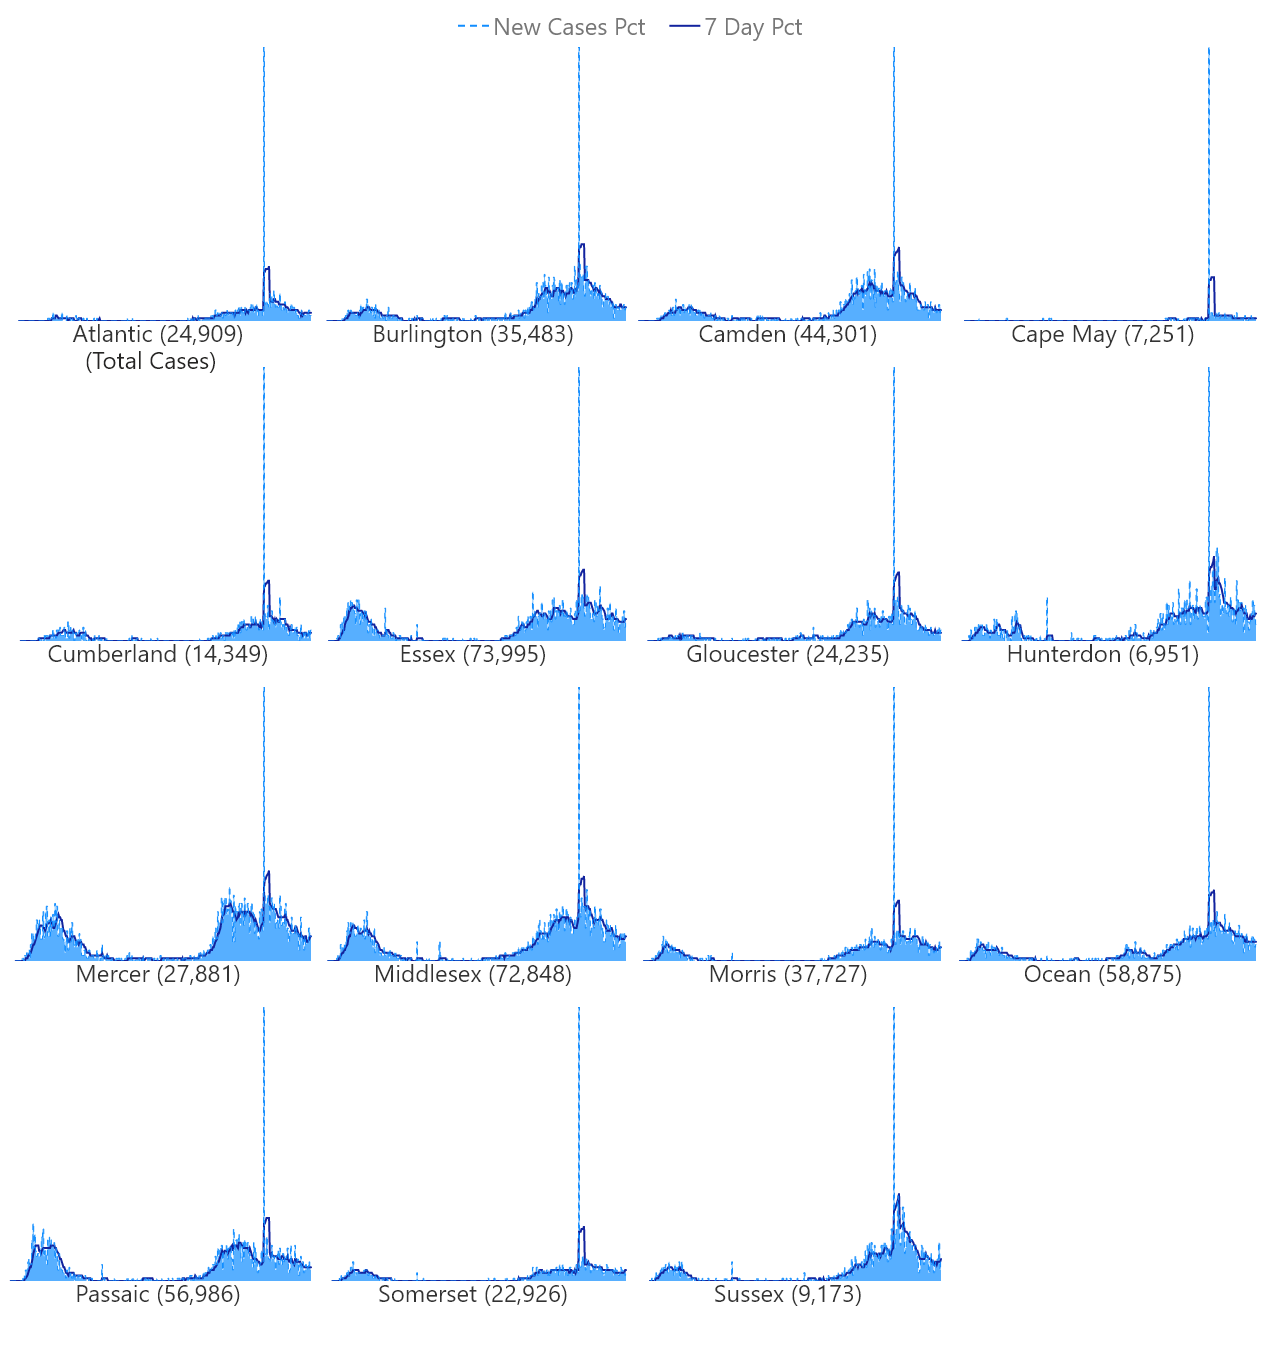 New Cases Pct 7 Day Pct
Atlantic (24,909) Burlington (35,483) Camden (44,301) Cape May (7,251)
(Total Cases)
Cumberland (14,349) Essex (73,995) Gloucester (24,235) Hunterdon (6,951)
Mercer (27,881) Middlesex (72,848) Morris (37,727) Ocean (58,875)
Passaic (56,986) Somerset (22,926) Sussex (9,173)